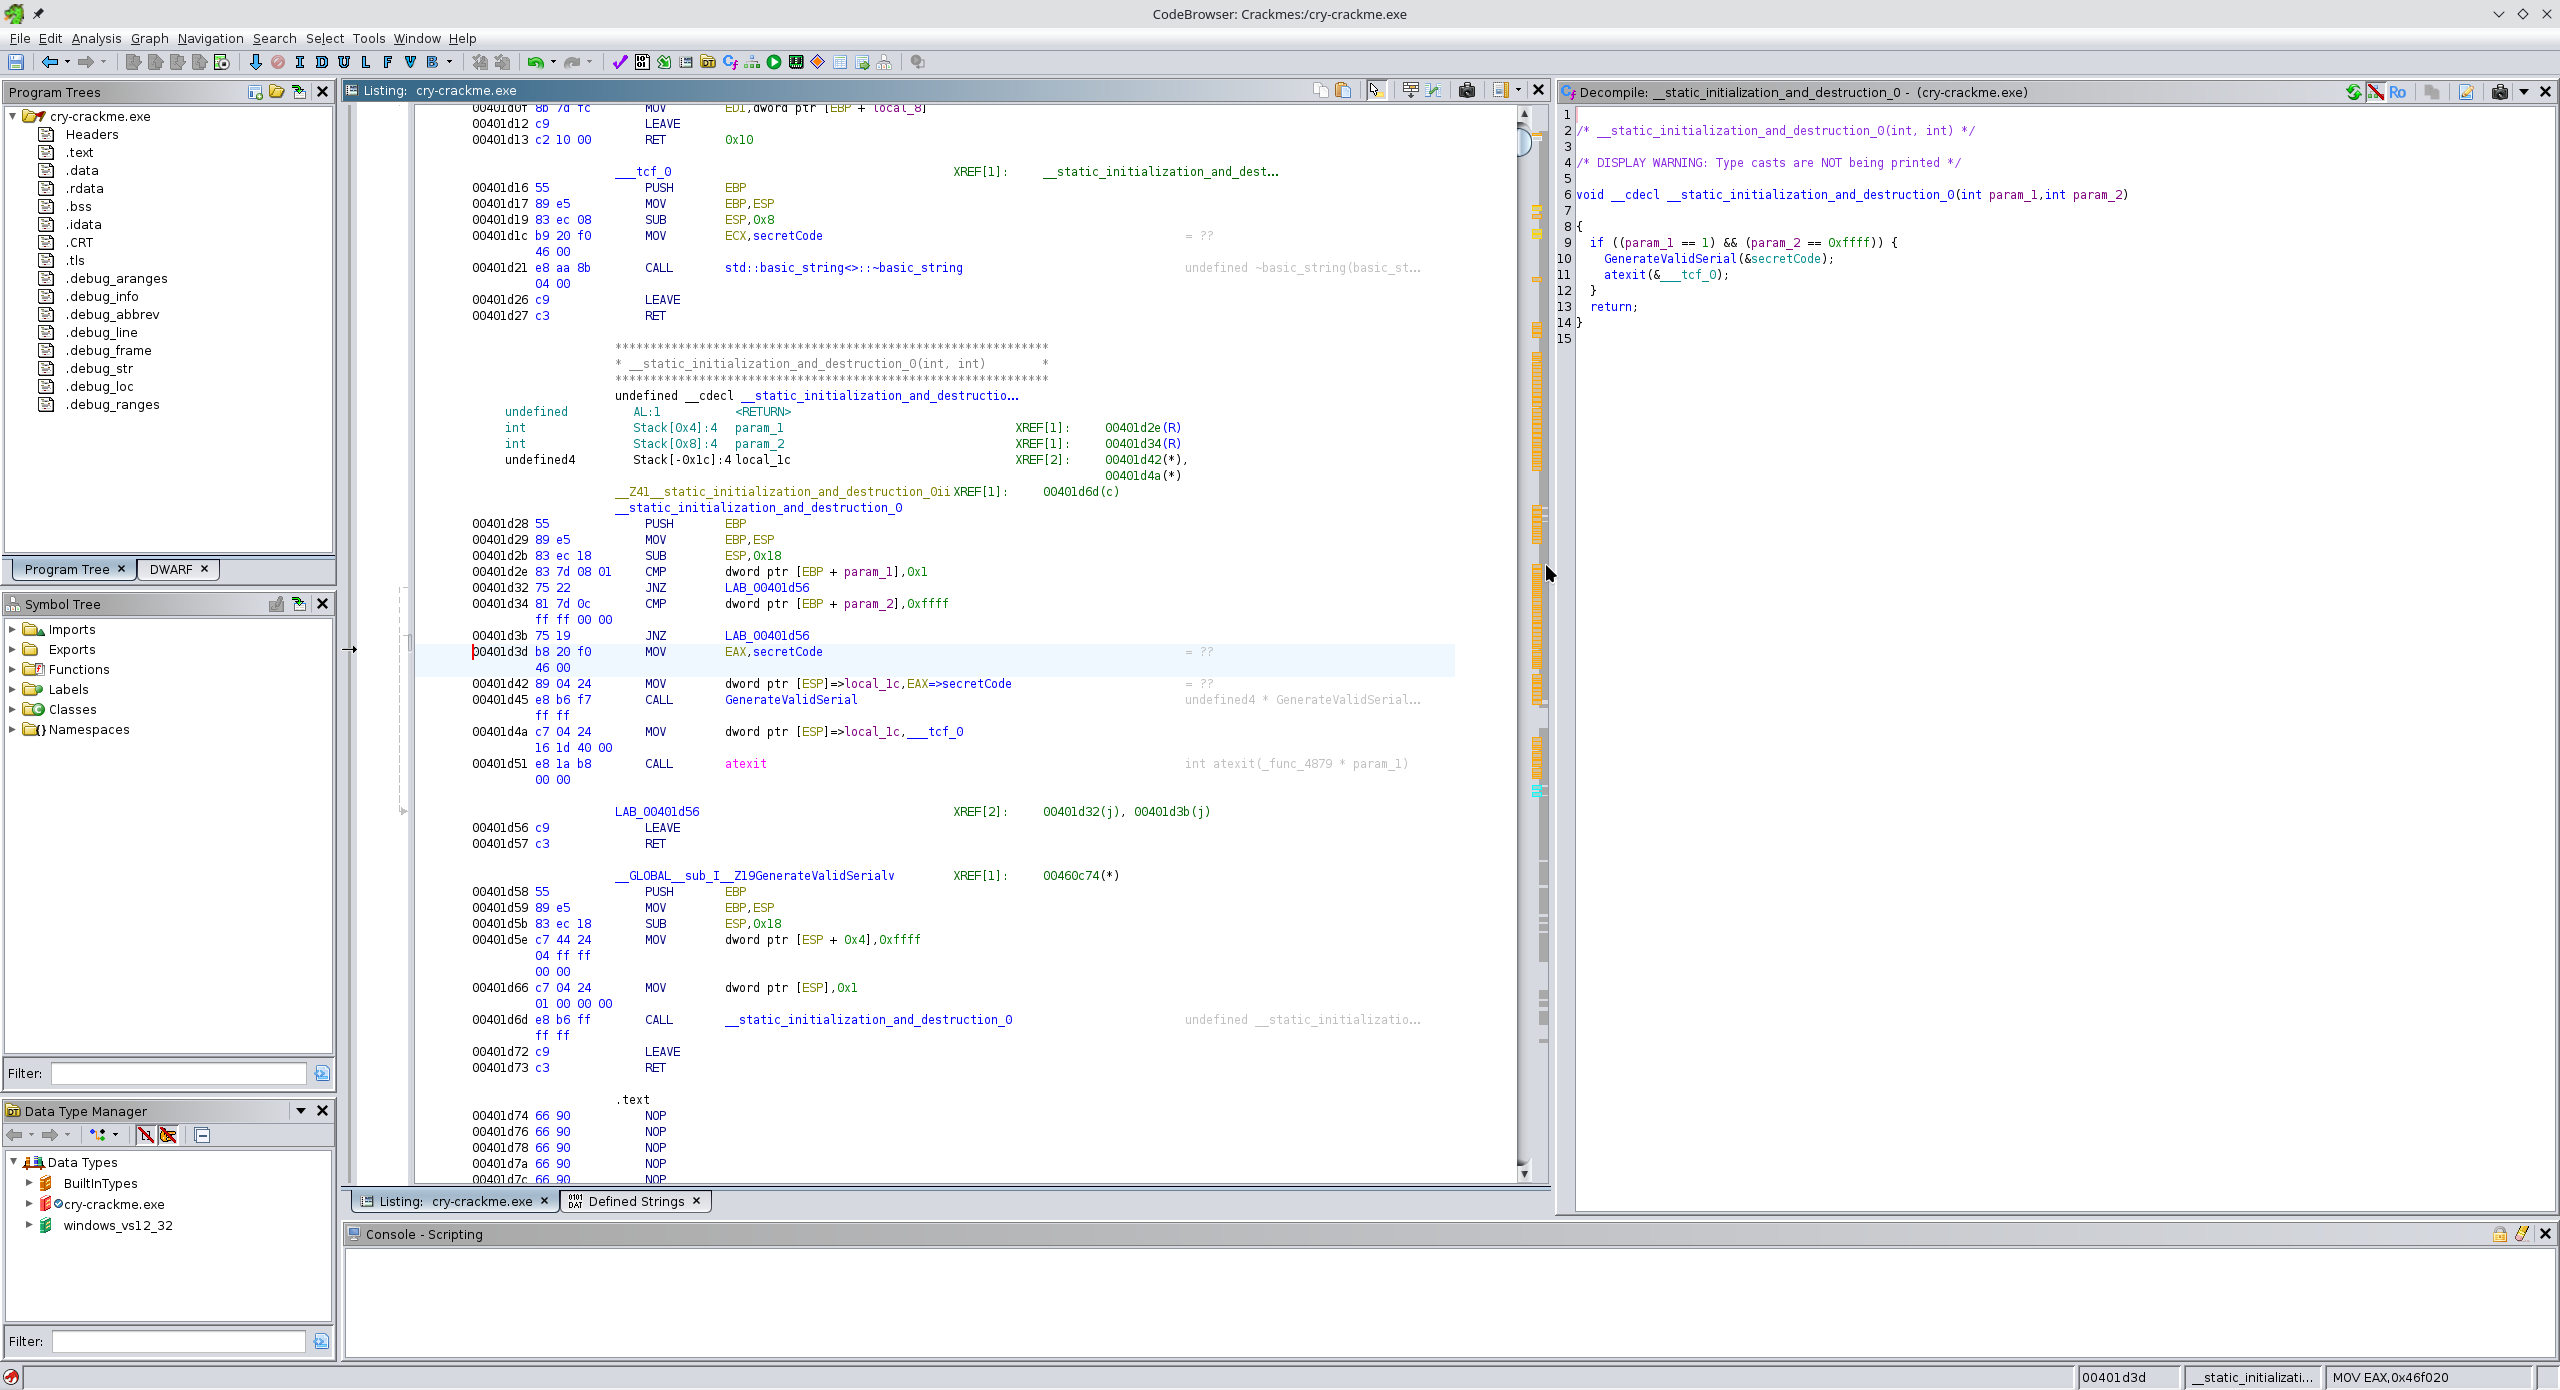 CodeBrowser: Crackmes:/cry-crackme.exe
File Edit Analysis Graph Navigation Search Select Tools Window Help
I D U L F V B
Program Trees
cry-crackme.exe
Headers
.text
.data
.rdata
.bss
.idata
.CRT
.tls
.debug_aranges
.debug_info
.debug_abbrev
.debug_line
.debug_frame
.debug_str
.debug_loc
.debug_ranges
Program Tree
DWARF
Symbol Tree
Imports
Exports
Functions
Labels
Classes
Namespaces
Filter:
Data Type Manager
Data Types
BuiltInTypes
cry-crackme.exe
windows_vs12_32
Filter:
Listing: cry-crackme.exe
00401d0f 8b 7d fc MOV EDI,dword ptr [EBP + local_8]
00401d12 c9 LEAVE
00401d13 c2 10 00 RET 0x10
___tcf_0 XREF[1]: __static_initialization_and_dest...
00401d16 55 PUSH EBP
00401d17 89 e5 MOV EBP,ESP
00401d19 83 ec 08 SUB ESP,0x8
00401d1c b9 20 f0 MOV ECX,secretCode = ??
46 00
00401d21 e8 aa 8b CALL std::basic_string<>::~basic_string undefined ~basic_string(basic_st...
04 00
00401d26 c9 LEAVE
00401d27 c3 RET
**************************************************************
* __static_initialization_and_destruction_0(int, int) *
**************************************************************
undefined __cdecl __static_initialization_and_destructio...
undefined AL:1 <RETURN>
int Stack[0x4]:4 param_1 XREF[1]: 00401d2e(R)
int Stack[0x8]:4 param_2 XREF[1]: 00401d34(R)
undefined4 Stack[-0x1c]:4 local_1c XREF[2]: 00401d42(*),
00401d4a(*)
__Z41__static_initialization_and_destruction_0ii XREF[1]: 00401d6d(c)
__static_initialization_and_destruction_0
00401d28 55 PUSH EBP
00401d29 89 e5 MOV EBP,ESP
00401d2b 83 ec 18 SUB ESP,0x18
00401d2e 83 7d 08 01 CMP dword ptr [EBP + param_1],0x1
00401d32 75 22 JNZ LAB_00401d56
00401d34 81 7d 0c CMP dword ptr [EBP + param_2],0xffff
ff ff 00 00
00401d3b 75 19 JNZ LAB_00401d56
00401d3d b8 20 f0 MOV EAX,secretCode = ??
46 00
00401d42 89 04 24 MOV dword ptr [ESP]=>local_1c,EAX=>secretCode = ??
00401d45 e8 b6 f7 CALL GenerateValidSerial undefined4 * GenerateValidSerial...
ff ff
00401d4a c7 04 24 MOV dword ptr [ESP]=>local_1c,___tcf_0
16 1d 40 00
00401d51 e8 1a b8 CALL atexit int atexit(_func_4879 * param_1)
00 00
LAB_00401d56 XREF[2]: 00401d32(j), 00401d3b(j)
00401d56 c9 LEAVE
00401d57 c3 RET
__GLOBAL__sub_I__Z19GenerateValidSerialv XREF[1]: 00460c74(*)
00401d58 55 PUSH EBP
00401d59 89 e5 MOV EBP,ESP
00401d5b 83 ec 18 SUB ESP,0x18
00401d5e c7 44 24 MOV dword ptr [ESP + 0x4],0xffff
04 ff ff
00 00
00401d66 c7 04 24 MOV dword ptr [ESP],0x1
01 00 00 00
00401d6d e8 b6 ff CALL __static_initialization_and_destruction_0 undefined __static_initializatio...
ff ff
00401d72 c9 LEAVE
00401d73 c3 RET
.text
00401d74 66 90 NOP
00401d76 66 90 NOP
00401d78 66 90 NOP
00401d7a 66 90 NOP
00401d7c 66 90 NOP
Listing: cry-crackme.exe
Defined Strings
Decompile: __static_initialization_and_destruction_0 - (cry-crackme.exe)
Ro
1
2 /* __static_initialization_and_destruction_0(int, int) */
3
4 /* DISPLAY WARNING: Type casts are NOT being printed */
5
6 void __cdecl __static_initialization_and_destruction_0(int param_1,int param_2)
7
8 {
9 if ((param_1 == 1) && (param_2 == 0xffff)) {
10 GenerateValidSerial(&secretCode);
11 atexit(&___tcf_0);
12 }
13 return;
14 }
15
Console - Scripting
00401d3d
__static_initializati...
MOV EAX,0x46f020